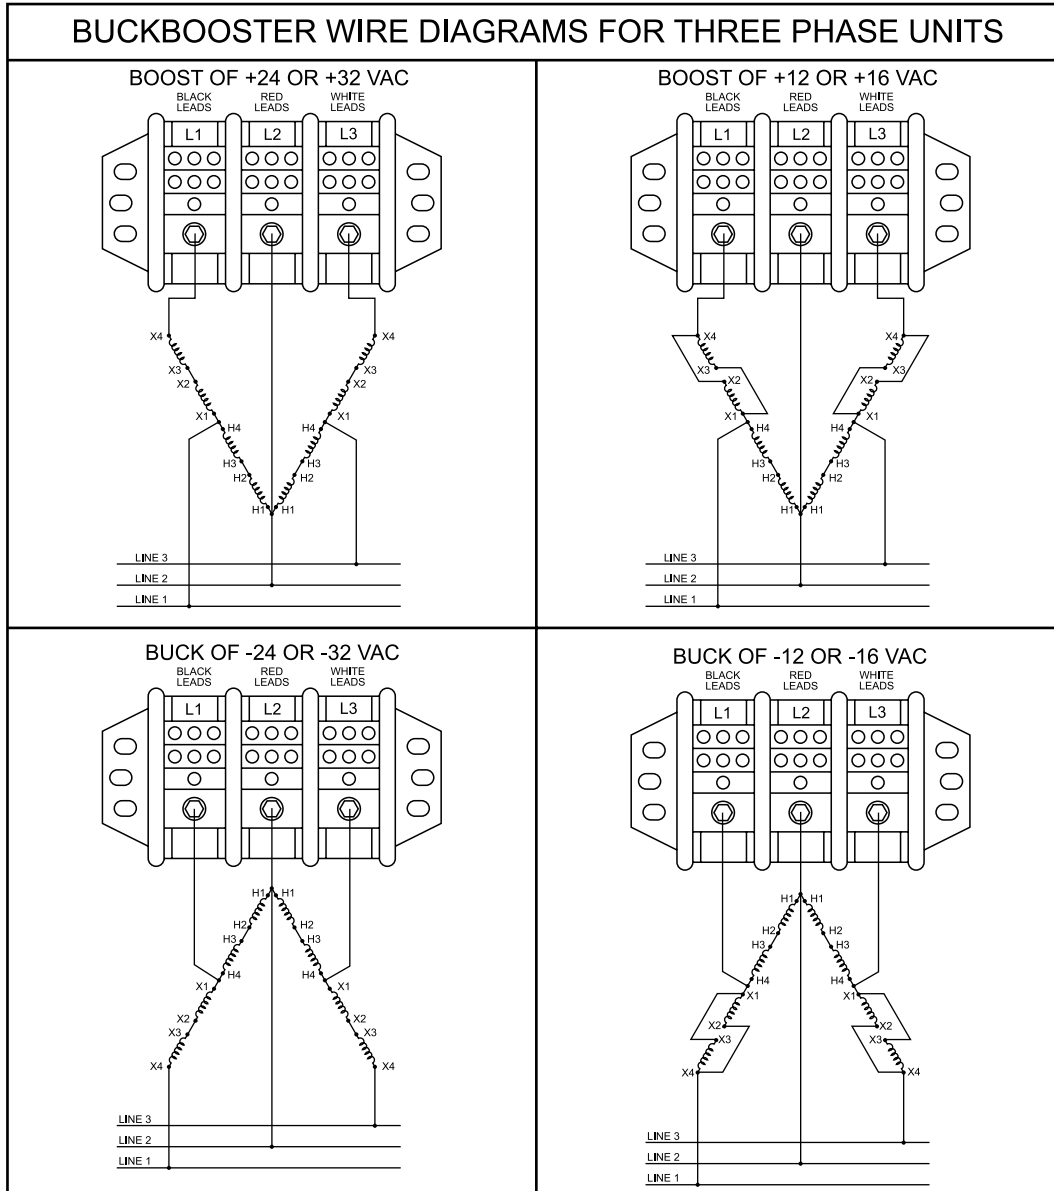 BUCKBOOSTER WIRE DIAGRAMS FOR THREE PHASE UNITS
BOOST OF +24 OR +32 VAC
BLACK LEADS
RED LEADS
WHITE LEADS
L1 L2 L3
X4 X4
X3 X3
X2 X2
X1 X1
H4 H4
H3 H3
H2 H2
H1 H1
LINE 3
LINE 2
LINE 1
BOOST OF +12 OR +16 VAC
BLACK LEADS
RED LEADS
WHITE LEADS
L1 L2 L3
X4 X4
X3 X3
X2 X2
X1 X1
H4 H4
H3 H3
H2 H2
H1 H1
LINE 3
LINE 2
LINE 1
BUCK OF -24 OR -32 VAC
BLACK LEADS
RED LEADS
WHITE LEADS
L1 L2 L3
H1 H1
H2 H2
H3 H3
H4 H4
X1 X1
X2 X2
X3 X3
X4 X4
LINE 3
LINE 2
LINE 1
BUCK OF -12 OR -16 VAC
BLACK LEADS
RED LEADS
WHITE LEADS
L1 L2 L3
H1 H1
H2 H2
H3 H3
H4 H4
X1 X1
X2 X2
X3 X3
X4 X4
LINE 3
LINE 2
LINE 1